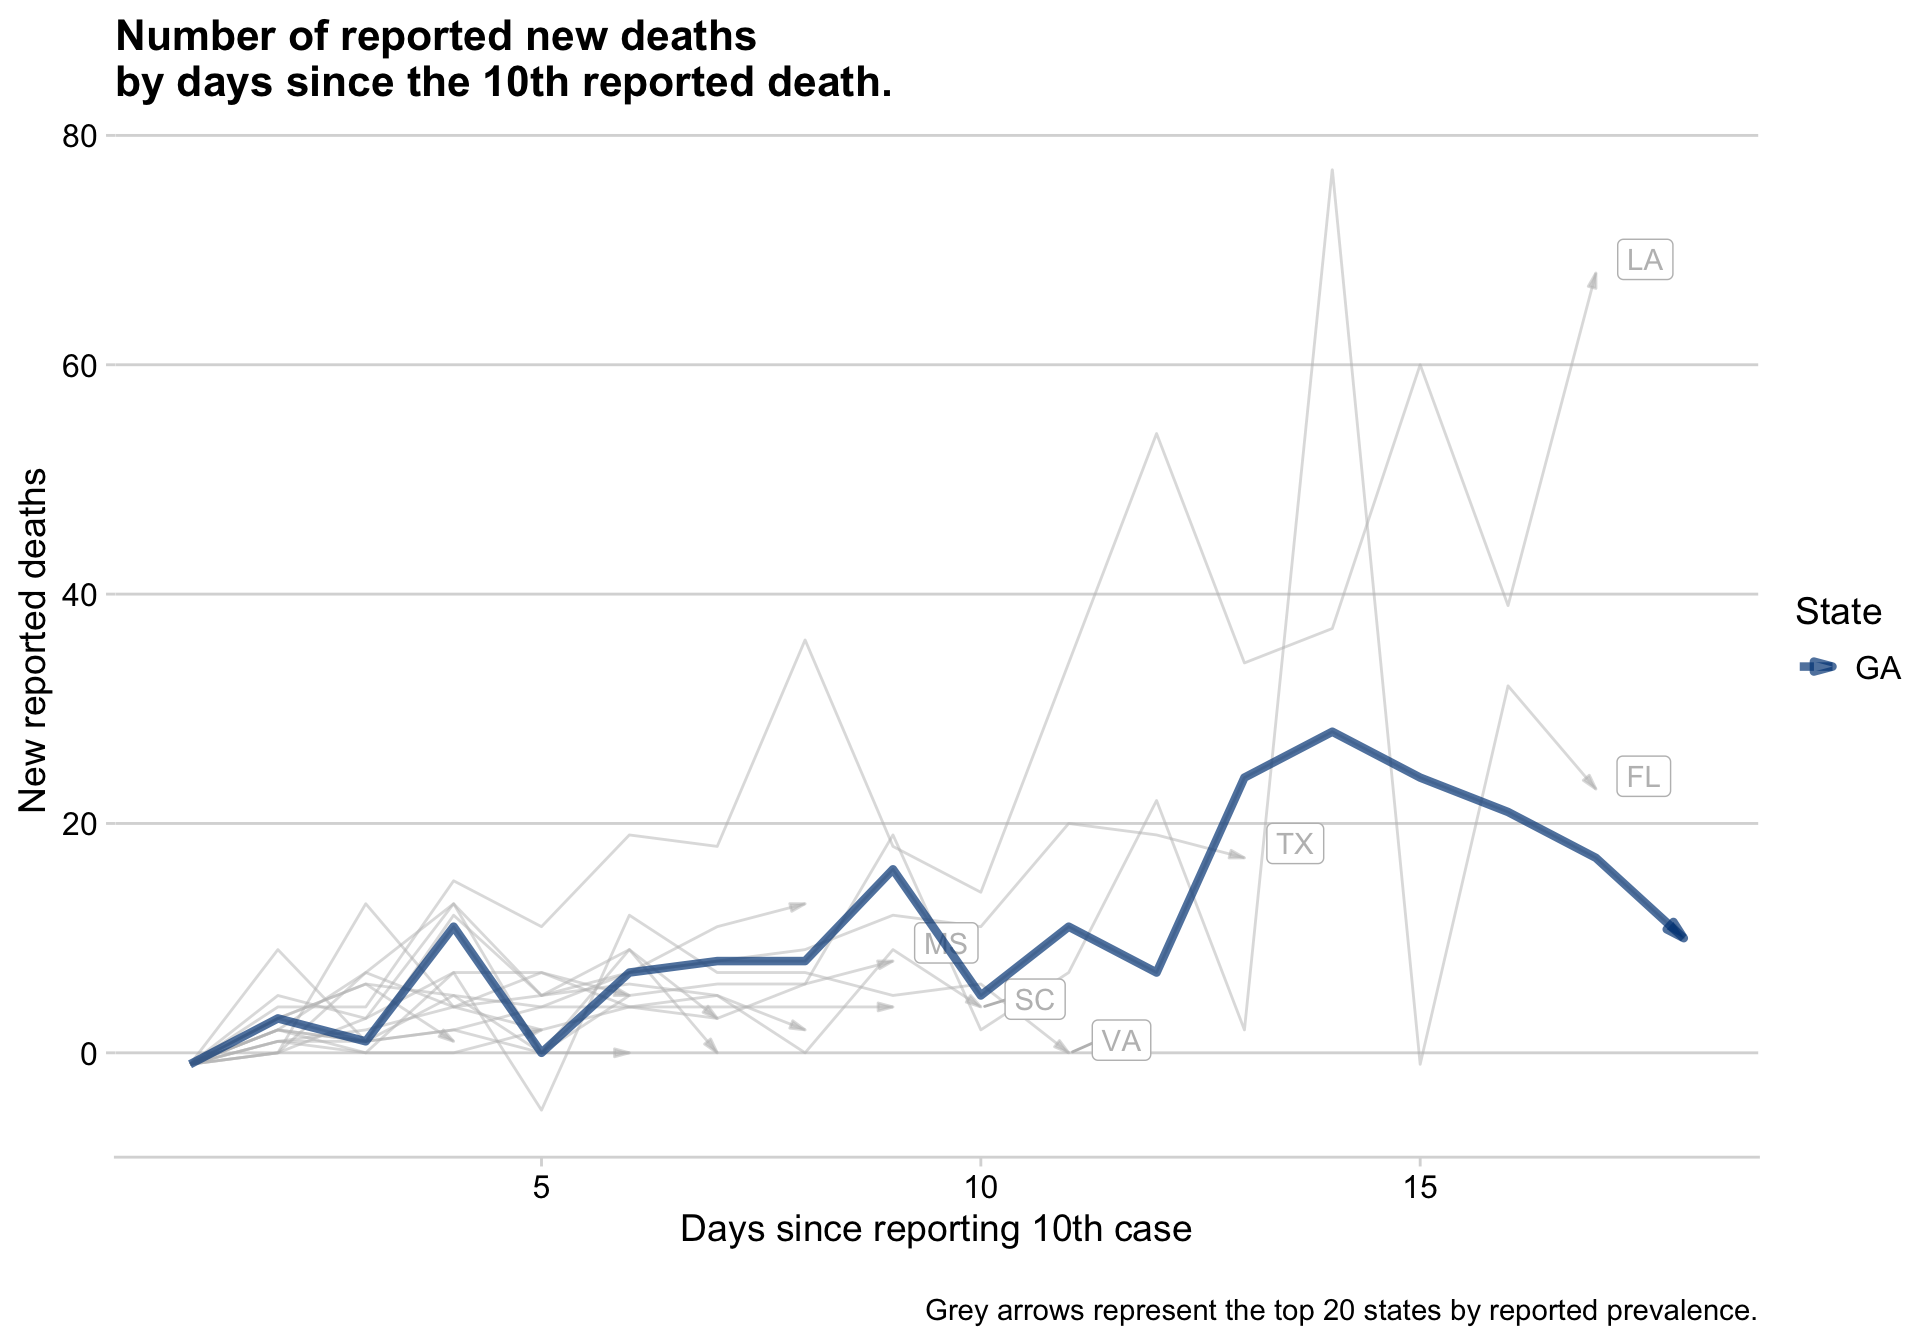 Number of reported new deaths
by days since the 10th reported death.
80
60
40
20
0
New reported deaths
LA
FL
TX
MS
SC
VA
State
GA
5
10
15
Days since reporting 10th case
Grey arrows represent the top 20 states by reported prevalence.